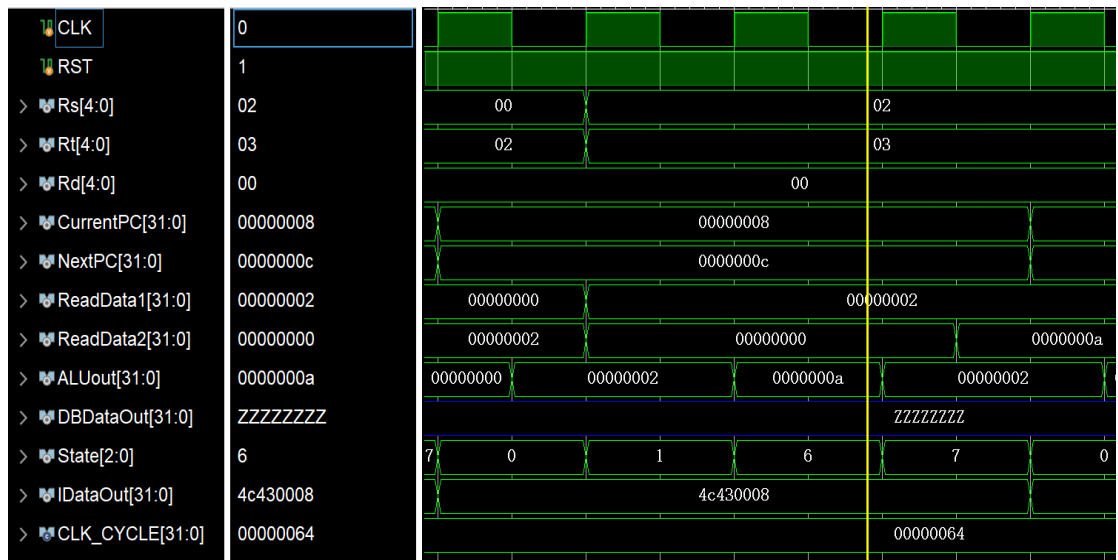 CLK 0
RST 1
Rs[4:0] 02 00 02
Rt[4:0] 03 02 03
Rd[4:0] 00 00
CurrentPC[31:0] 00000008 00000008
NextPC[31:0] 0000000c 0000000c
ReadData1[31:0] 00000002 00000000 00000002
ReadData2[31:0] 00000000 00000002 00000000 0000000a
ALUout[31:0] 0000000a 00000000 00000002 0000000a 00000002
DBDataOut[31:0] ZZZZZZZZ ZZZZZZZZ
State[2:0] 6 7 0 1 6 7 0
IDataOut[31:0] 4c430008 4c430008
CLK_CYCLE[31:0] 00000064 00000064